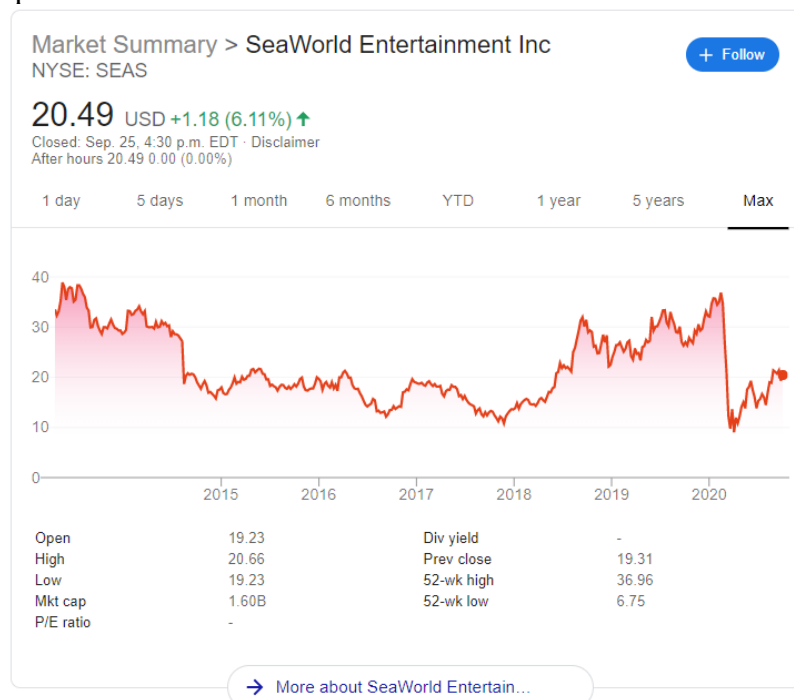 Market Summary > SeaWorld Entertainment Inc
NYSE: SEAS
+ Follow
20.49 USD +1.18 (6.11%) ↑
Closed: Sep. 25, 4:30 p.m. EDT · Disclaimer
After hours 20.49 0.00 (0.00%)
1 day 5 days 1 month 6 months YTD 1 year 5 years Max
40
30
20
10
0
2015 2016 2017 2018 2019 2020
Open 19.23 Div yield -
High 20.66 Prev close 19.31
Low 19.23 52-wk high 36.96
Mkt cap 1.60B 52-wk low 6.75
P/E ratio -
→ More about SeaWorld Entertain...